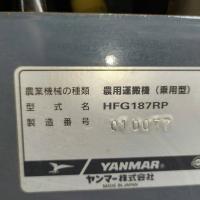 農業機械の種類 農用運搬機（乗用型）
型式名 HFG187RP
製造番号 010077
YANMAR
ヤンマー株式会社
MADE IN JAPAN